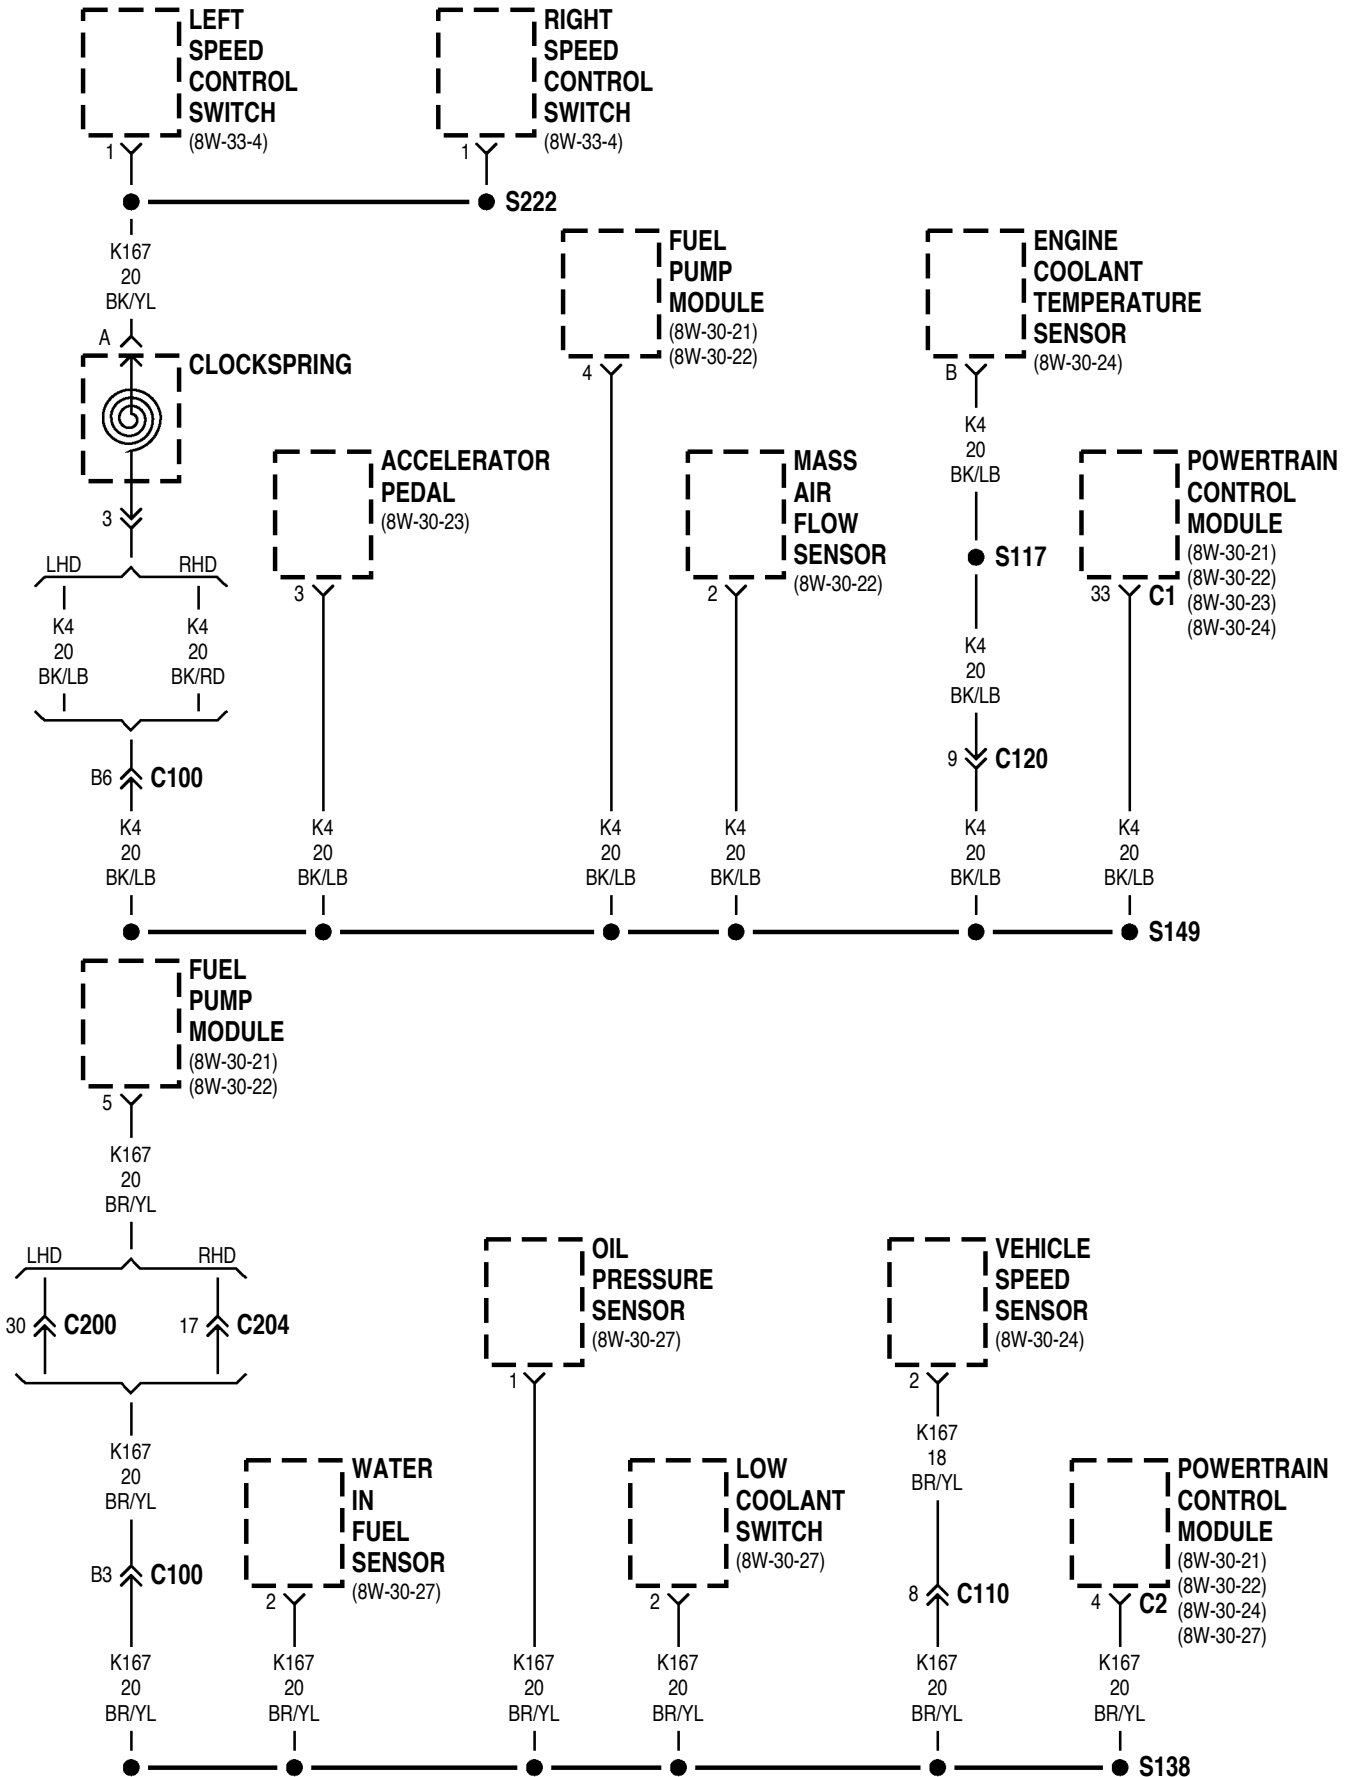 LEFT
SPEED
CONTROL
SWITCH
(8W-33-4)
1
RIGHT
SPEED
CONTROL
SWITCH
(8W-33-4)
1
S222
K167
20
BK/YL
A
CLOCKSPRING
3
LHD
RHD
K4
20
BK/LB
K4
20
BK/RD
B6
C100
K4
20
BK/LB
ACCELERATOR
PEDAL
(8W-30-23)
3
K4
20
BK/LB
FUEL
PUMP
MODULE
(8W-30-21)
(8W-30-22)
4
K4
20
BK/LB
MASS
AIR
FLOW
SENSOR
(8W-30-22)
2
K4
20
BK/LB
ENGINE
COOLANT
TEMPERATURE
SENSOR
(8W-30-24)
B
K4
20
BK/LB
S117
K4
20
BK/LB
9
C120
K4
20
BK/LB
POWERTRAIN
CONTROL
MODULE
(8W-30-21)
(8W-30-22)
(8W-30-23)
(8W-30-24)
33
C1
K4
20
BK/LB
S149
FUEL
PUMP
MODULE
(8W-30-21)
(8W-30-22)
5
K167
20
BR/YL
LHD
RHD
30
C200
17
C204
K167
20
BR/YL
B3
C100
K167
20
BR/YL
WATER
IN
FUEL
SENSOR
(8W-30-27)
2
K167
20
BR/YL
OIL
PRESSURE
SENSOR
(8W-30-27)
1
K167
20
BR/YL
LOW
COOLANT
SWITCH
(8W-30-27)
2
K167
20
BR/YL
VEHICLE
SPEED
SENSOR
(8W-30-24)
2
K167
18
BR/YL
8
C110
K167
20
BR/YL
POWERTRAIN
CONTROL
MODULE
(8W-30-21)
(8W-30-22)
(8W-30-24)
(8W-30-27)
4
C2
K167
20
BR/YL
S138